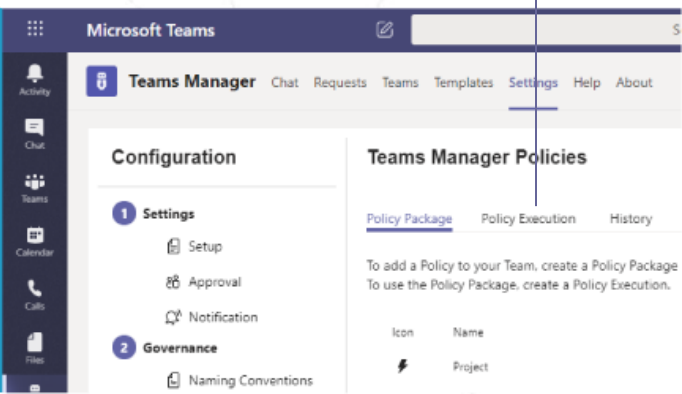 Microsoft Teams
S
Teams Manager Chat Requests Teams Templates Settings Help About
Activity
Chat
Teams
Calendar
Calls
Files
Configuration
1 Settings
Setup
Approval
Notification
2 Governance
Naming Conventions
Teams Manager Policies
Policy Package Policy Execution History
To add a Policy to your Team, create a Policy Package
To use the Policy Package, create a Policy Execution.
Icon Name
Project